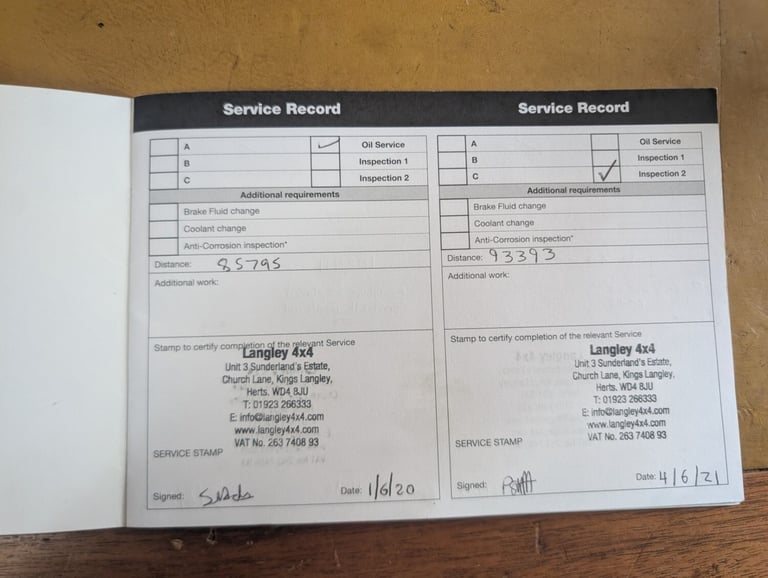 Service Record
A
Oil Service
B
Inspection 1
C
Inspection 2
Additional requirements
Brake Fluid change
Coolant change
Anti-Corrosion inspection*
Distance: 85795
Additional work:
Stamp to certify completion of the relevant Service
Langley 4x4
Unit 3 Sunderland's Estate,
Church Lane, Kings Langley,
Herts. WD4 8JU
T: 01923 266333
E: info@langley4x4.com
www.langley4x4.com
VAT No. 263 7408 93
SERVICE STAMP
Signed:
Date: 1/6/20
Service Record
A
Oil Service
B
Inspection 1
C
Inspection 2
Additional requirements
Brake Fluid change
Coolant change
Anti-Corrosion inspection*
Distance: 93393
Additional work:
Stamp to certify completion of the relevant Service
Langley 4x4
Unit 3 Sunderland's Estate,
Church Lane, Kings Langley,
Herts. WD4 8JU
T: 01923 266333
E: info@langley4x4.com
www.langley4x4.com
VAT No. 263 7408 93
SERVICE STAMP
Signed:
Date: 4/6/21